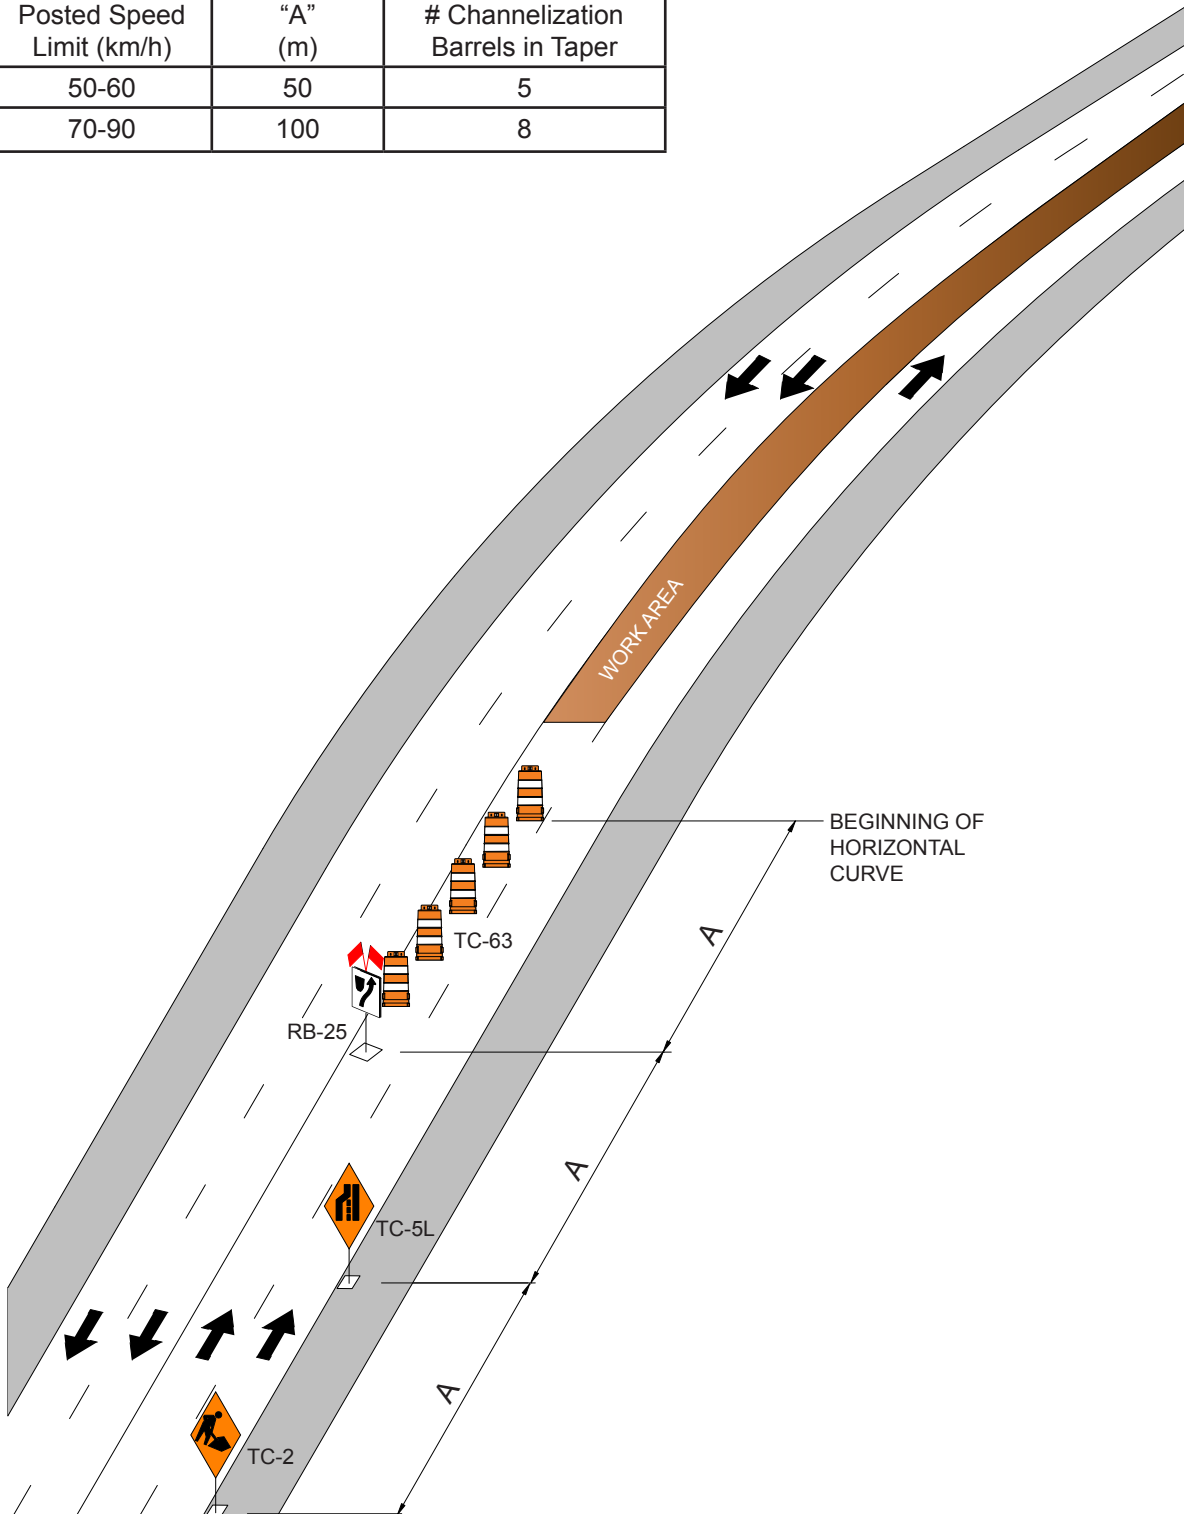 Posted Speed
Limit (km/h)
“A”
(m)
# Channelization
Barrels in Taper
50-60
50
5
70-90
100
8
WORK AREA
BEGINNING OF
HORIZONTAL
CURVE
A
TC-63
RB-25
A
TC-5L
A
TC-2